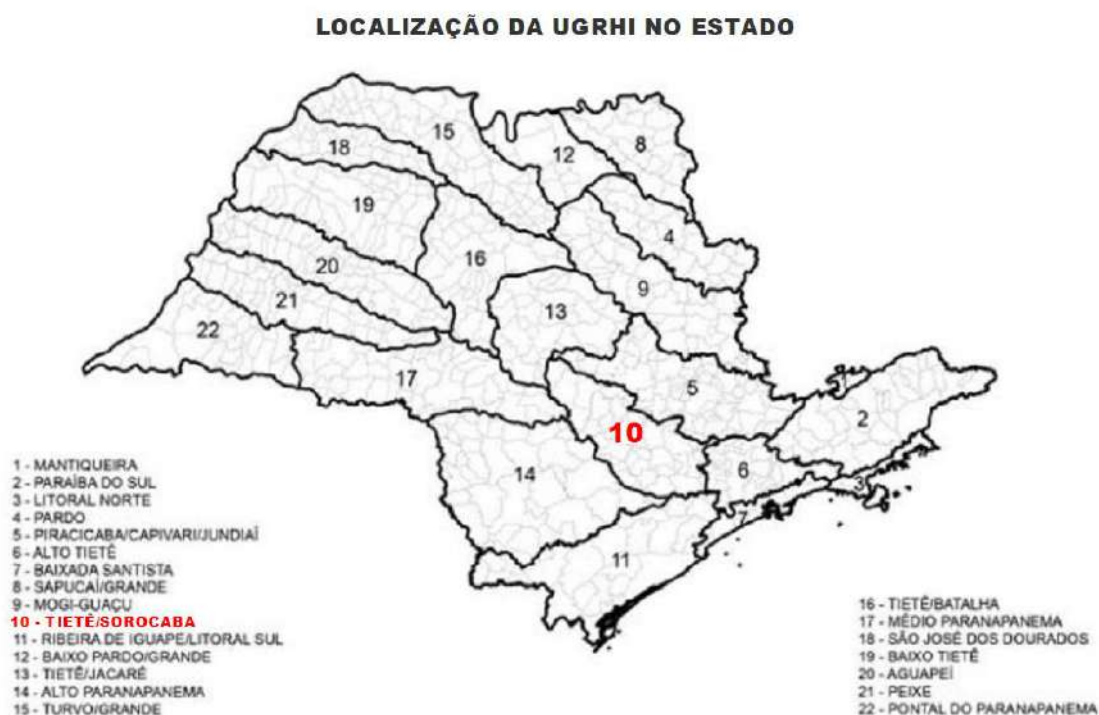 LOCALIZAÇÃO DA UGRHI NO ESTADO
15
8
12
18
19
4
16
20
9
21
13
22
1
17
5
2
10
6
14
3
7
11
1 - MANTIQUEIRA
2 - PARAÍBA DO SUL
3 - LITORAL NORTE
4 - PARDO
5 - PIRACICABA/CAPIVARI/JUNDIAÍ
6 - ALTO TIETÊ
7 - BAIXADA SANTISTA
8 - SAPUCAÍ/GRANDE
9 - MOGI-GUAÇU
10 - TIETÊ/SOROCABA
11 - RIBEIRA DE IGUAPE/LITORAL SUL
12 - BAIXO PARDO/GRANDE
13 - TIETÊ/JACARÉ
14 - ALTO PARANAPANEMA
15 - TURVO/GRANDE
16 - TIETÊ/BATALHA
17 - MÉDIO PARANAPANEMA
18 - SÃO JOSÉ DOS DOURADOS
19 - BAIXO TIETÊ
20 - AGUAPEÍ
21 - PEIXE
22 - PONTAL DO PARANAPANEMA